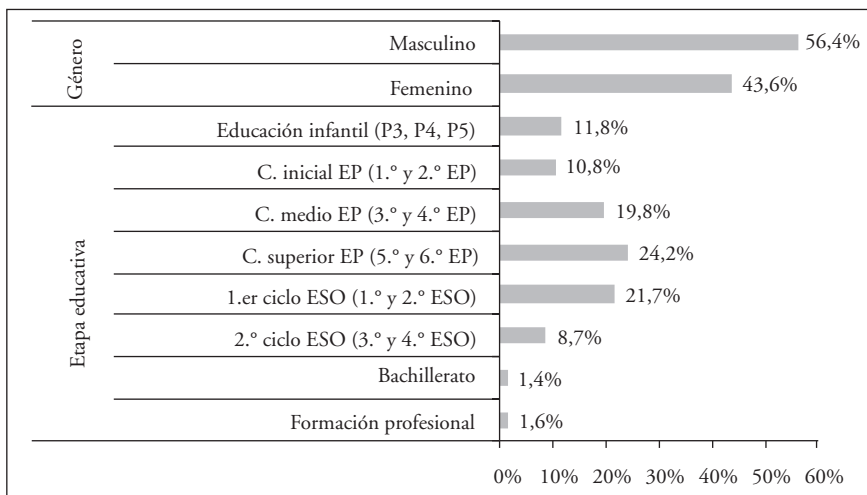 Género
Masculino
56,4%
Femenino
43,6%
Etapa educativa
Educación infantil (P3, P4, P5)
11,8%
C. inicial EP (1.º y 2.º EP)
10,8%
C. medio EP (3.º y 4.º EP)
19,8%
C. superior EP (5.º y 6.º EP)
24,2%
1.er ciclo ESO (1.º y 2.º ESO)
21,7%
2.º ciclo ESO (3.º y 4.º ESO)
8,7%
Bachillerato
1,4%
Formación profesional
1,6%
0% 10% 20% 30% 40% 50% 60%